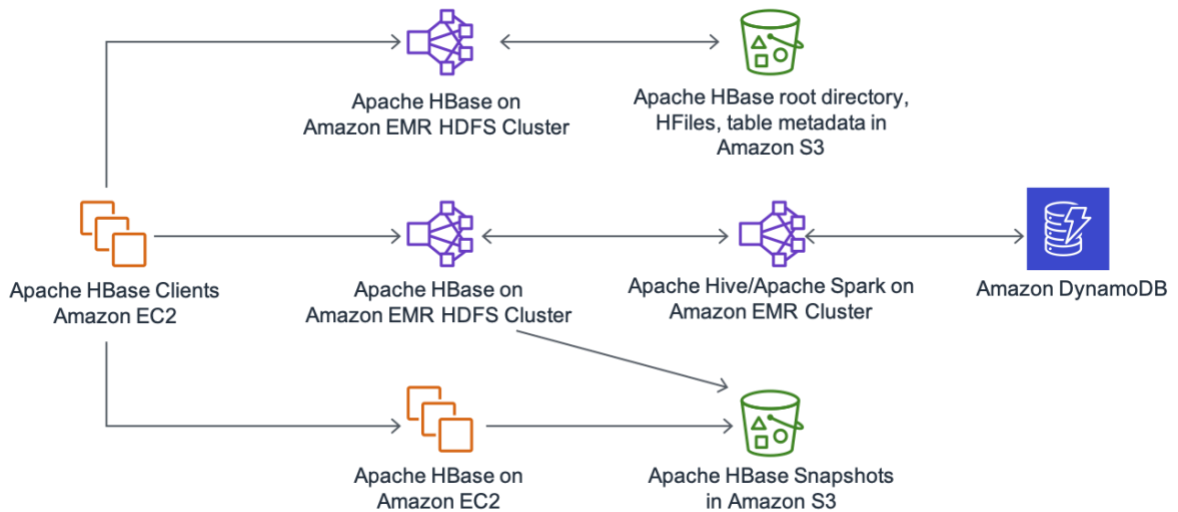 Apache HBase on
Amazon EMR HDFS Cluster
Apache HBase root directory,
HFiles, table metadata in
Amazon S3
Apache HBase Clients
Amazon EC2
Apache HBase on
Amazon EMR HDFS Cluster
Apache Hive/Apache Spark on
Amazon EMR Cluster
Amazon DynamoDB
Apache HBase on
Amazon EC2
Apache HBase Snapshots
in Amazon S3